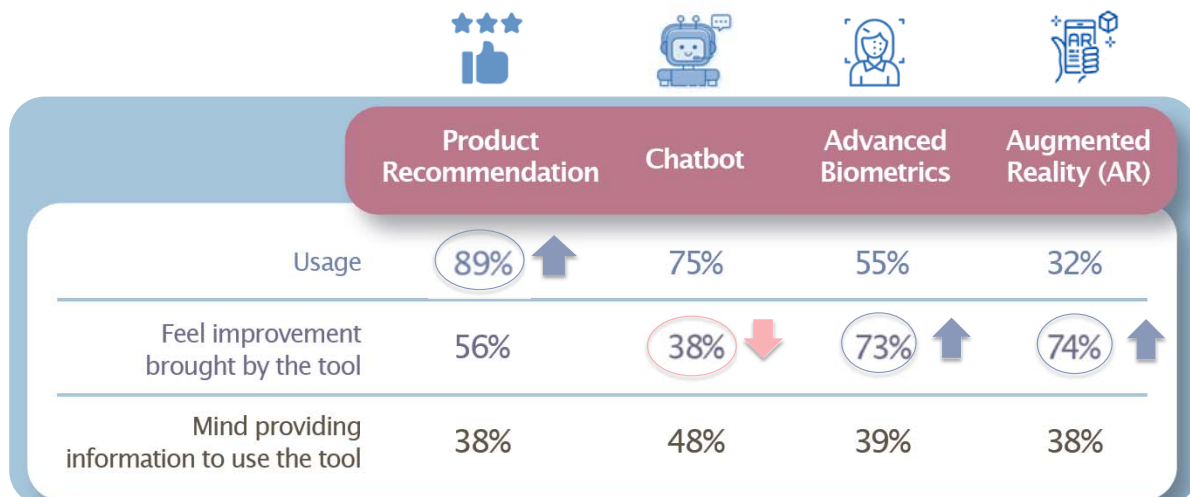 AR
Product
Recommendation
Chatbot
Advanced
Biometrics
Augmented
Reality (AR)
Usage
89%
75%
55%
32%
Feel improvement
brought by the tool
56%
38%
73%
74%
Mind providing
information to use the tool
38%
48%
39%
38%